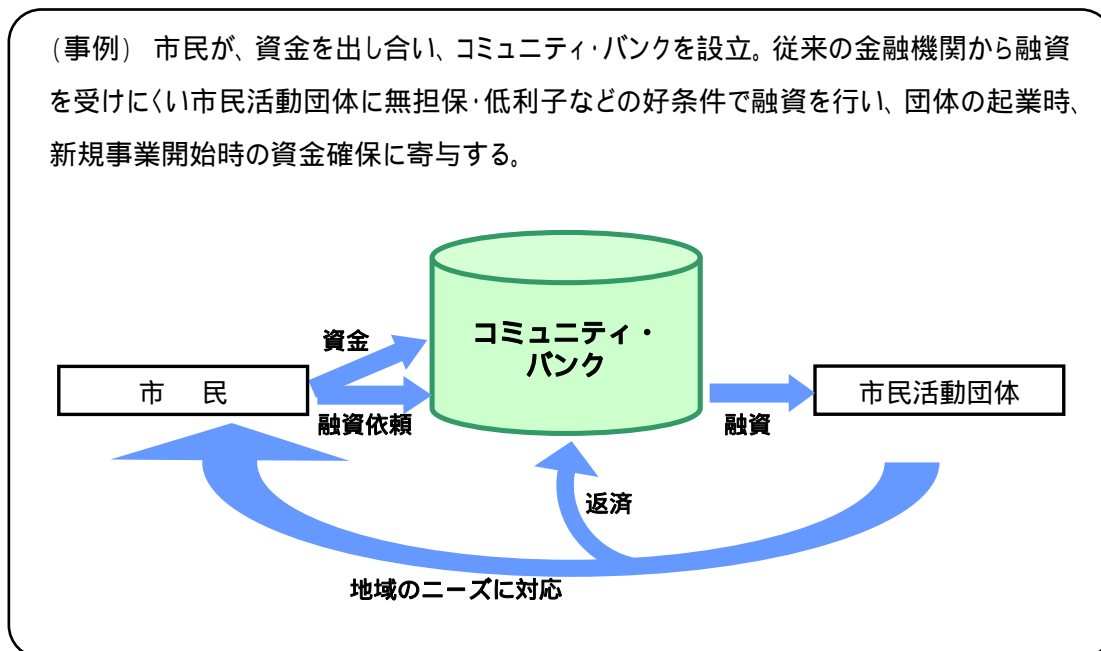 (事例) 市民が、資金を出し合い、コミュニティ・バンクを設立。従来の金融機関から融資
を受けにくい市民活動団体に無担保・低利子などの好条件で融資を行い、団体の起業時、
新規事業開始時の資金確保に寄与する。
コミュニティ・
バンク
資金
市 民
融資依頼
融資
市民活動団体
返済
地域のニーズに対応